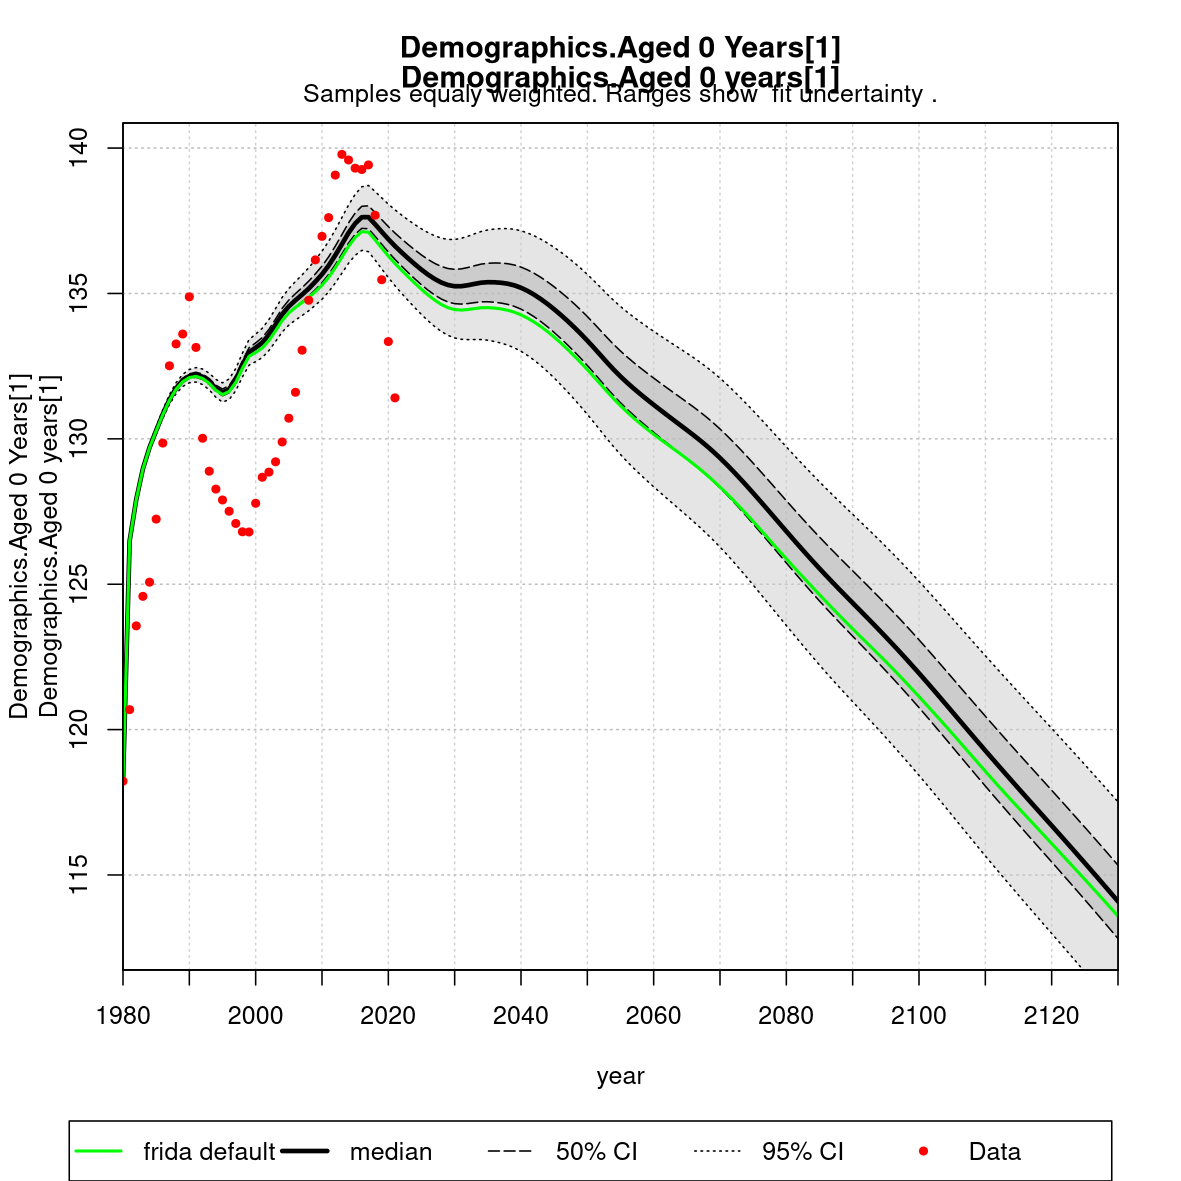 Demographics.Aged 0 Years[1]
Demographics.Aged 0 years[1]
Samples equaly weighted. Ranges show  fit uncertainty .
Demographics.Aged 0 Years[1]
Demographics.Aged 0 years[1]
140
135
130
125
120
115
1980 2000 2020 2040 2060 2080 2100 2120
year
frida default median 50% CI 95% CI Data